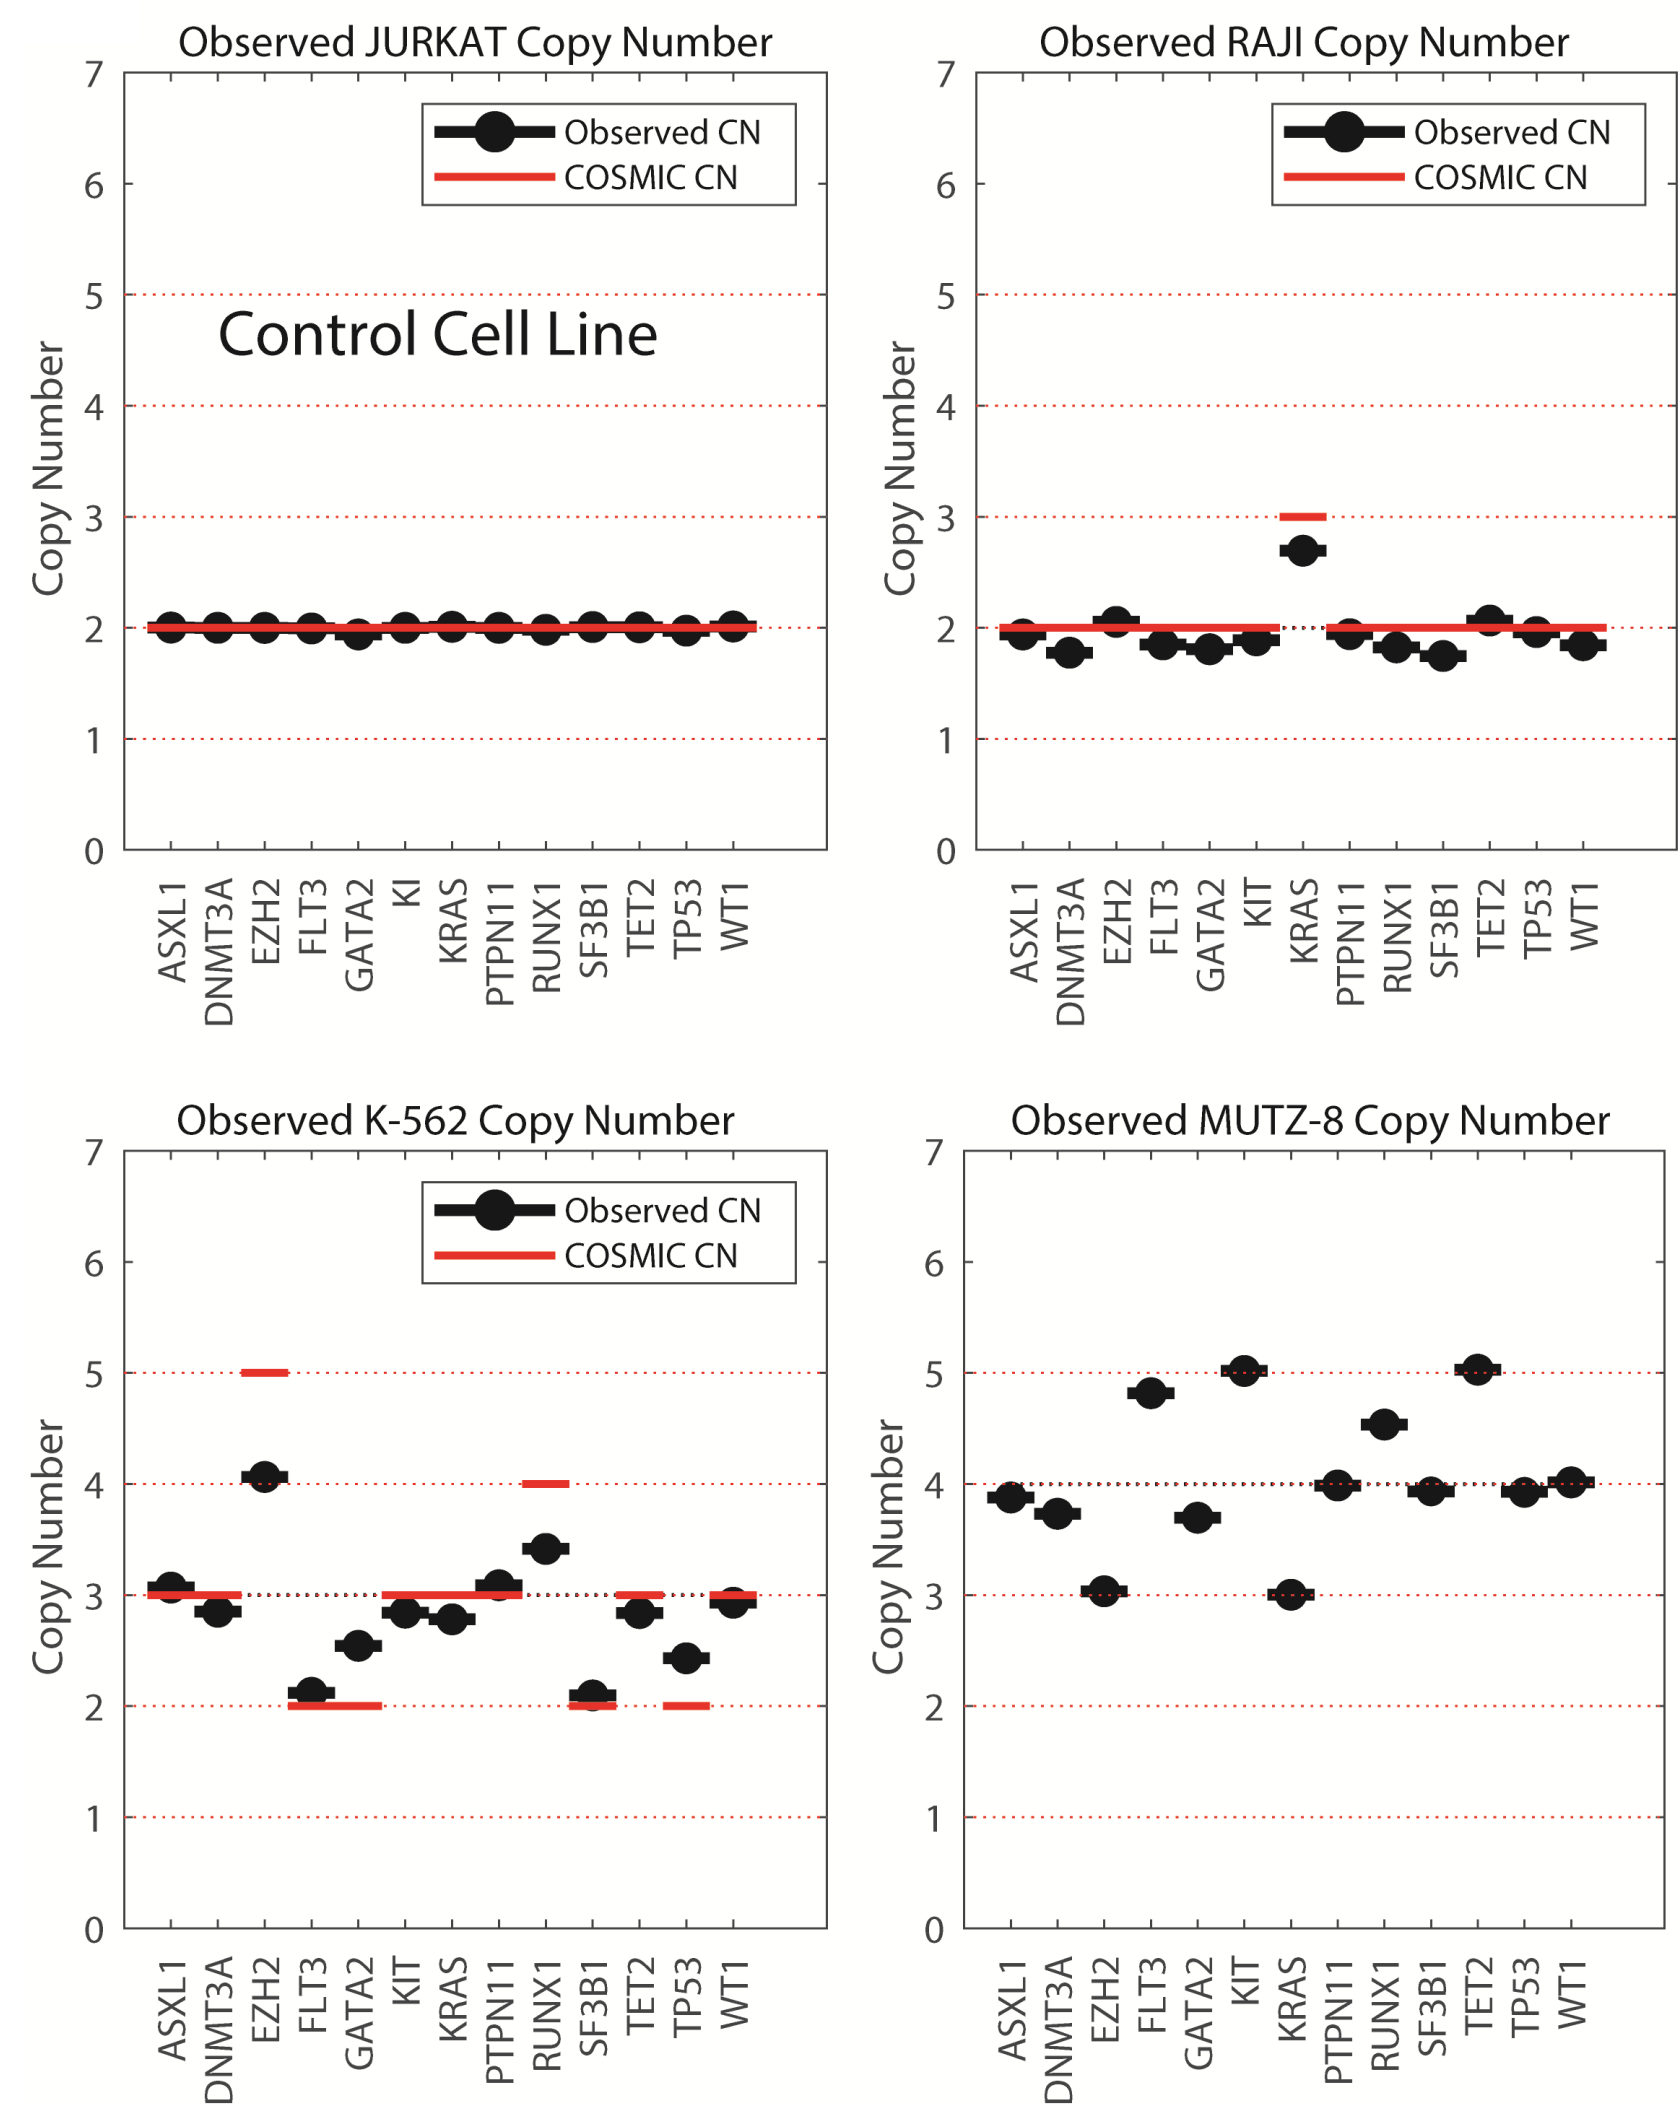 Observed JURKAT Copy Number
7
6
5
4
3
2
1
0
Copy Number
Observed CN
COSMIC CN
Control Cell Line
ASXL1
DNMT3A
EZH2
FLT3
GATA2
KI
KRAS
PTPN11
RUNX1
SF3B1
TET2
TP53
WT1
Observed RAJI Copy Number
7
6
5
4
3
2
1
0
Copy Number
Observed CN
COSMIC CN
ASXL1
DNMT3A
EZH2
FLT3
GATA2
KIT
KRAS
PTPN11
RUNX1
SF3B1
TET2
TP53
WT1
Observed K-562 Copy Number
7
6
5
4
3
2
1
0
Copy Number
Observed CN
COSMIC CN
ASXL1
DNMT3A
EZH2
FLT3
GATA2
KIT
KRAS
PTPN11
RUNX1
SF3B1
TET2
TP53
WT1
Observed MUTZ-8 Copy Number
7
6
5
4
3
2
1
0
Copy Number
ASXL1
DNMT3A
EZH2
FLT3
GATA2
KIT
KRAS
PTPN11
RUNX1
SF3B1
TET2
TP53
WT1